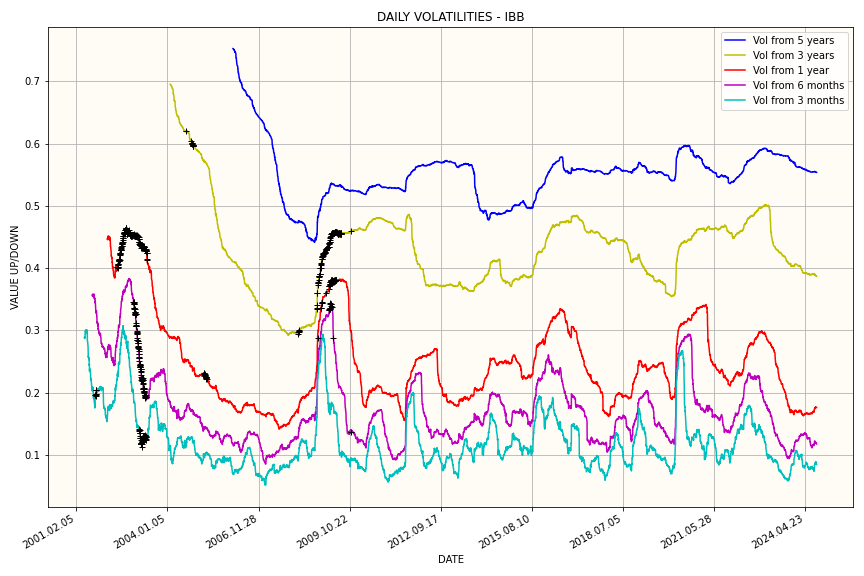 DAILY VOLATILITIES - IBB
Vol from 5 years
Vol from 3 years
Vol from 1 year
Vol from 6 months
Vol from 3 months
VALUE UP/DOWN
0.7
0.6
0.5
0.4
0.3
0.2
0.1
2001.02.05
2004.01.05
2006.11.28
2009.10.22
2012.09.17
2015.08.10
2018.07.05
2021.05.28
2024.04.23
DATE